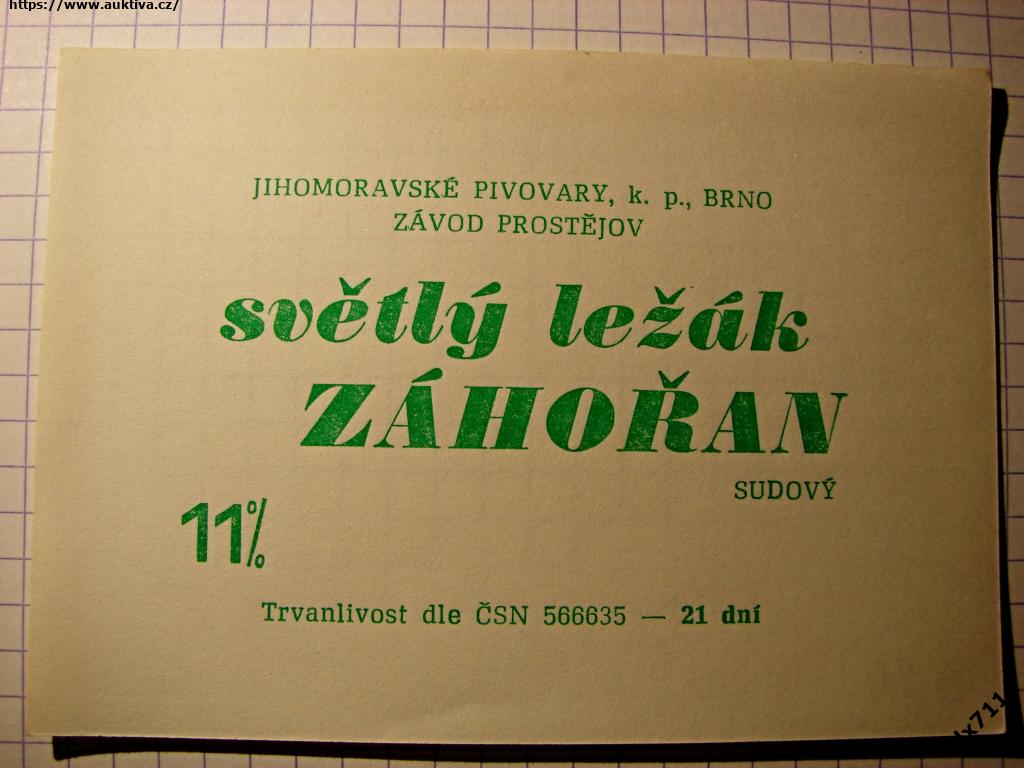 https://www.auktiva.cz/
JIHOMORAVSKÉ PIVOVARY, k. p., BRNO
ZÁVOD PROSTĚJOV
světlý ležák
ZÁHOŘAN
SUDOVÝ
11%
Trvanlivost dle ČSN 566635 — 21 dní